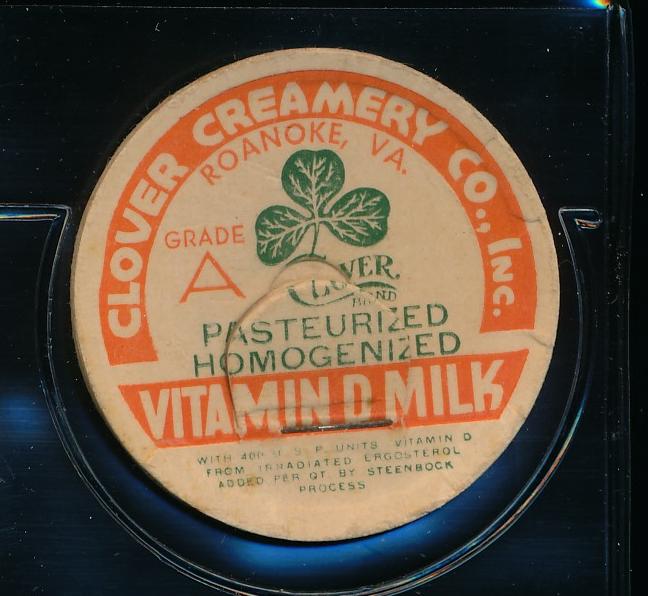 CLOVER CREAMERY CO., INC.
ROANOKE, VA.
GRADE
A
CLOVER
BRAND
PASTEURIZED
HOMOGENIZED
VITAMIN D MILK
WITH 400 U. S. P. UNITS VITAMIN D
FROM IRRADIATED ERGOSTEROL
ADDED PER QT. BY STEENBOCK
PROCESS